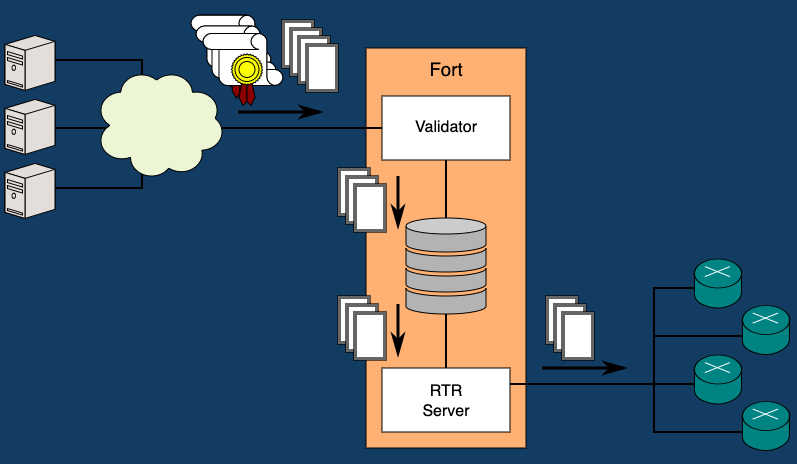 Fort
Validator
RTR
Server